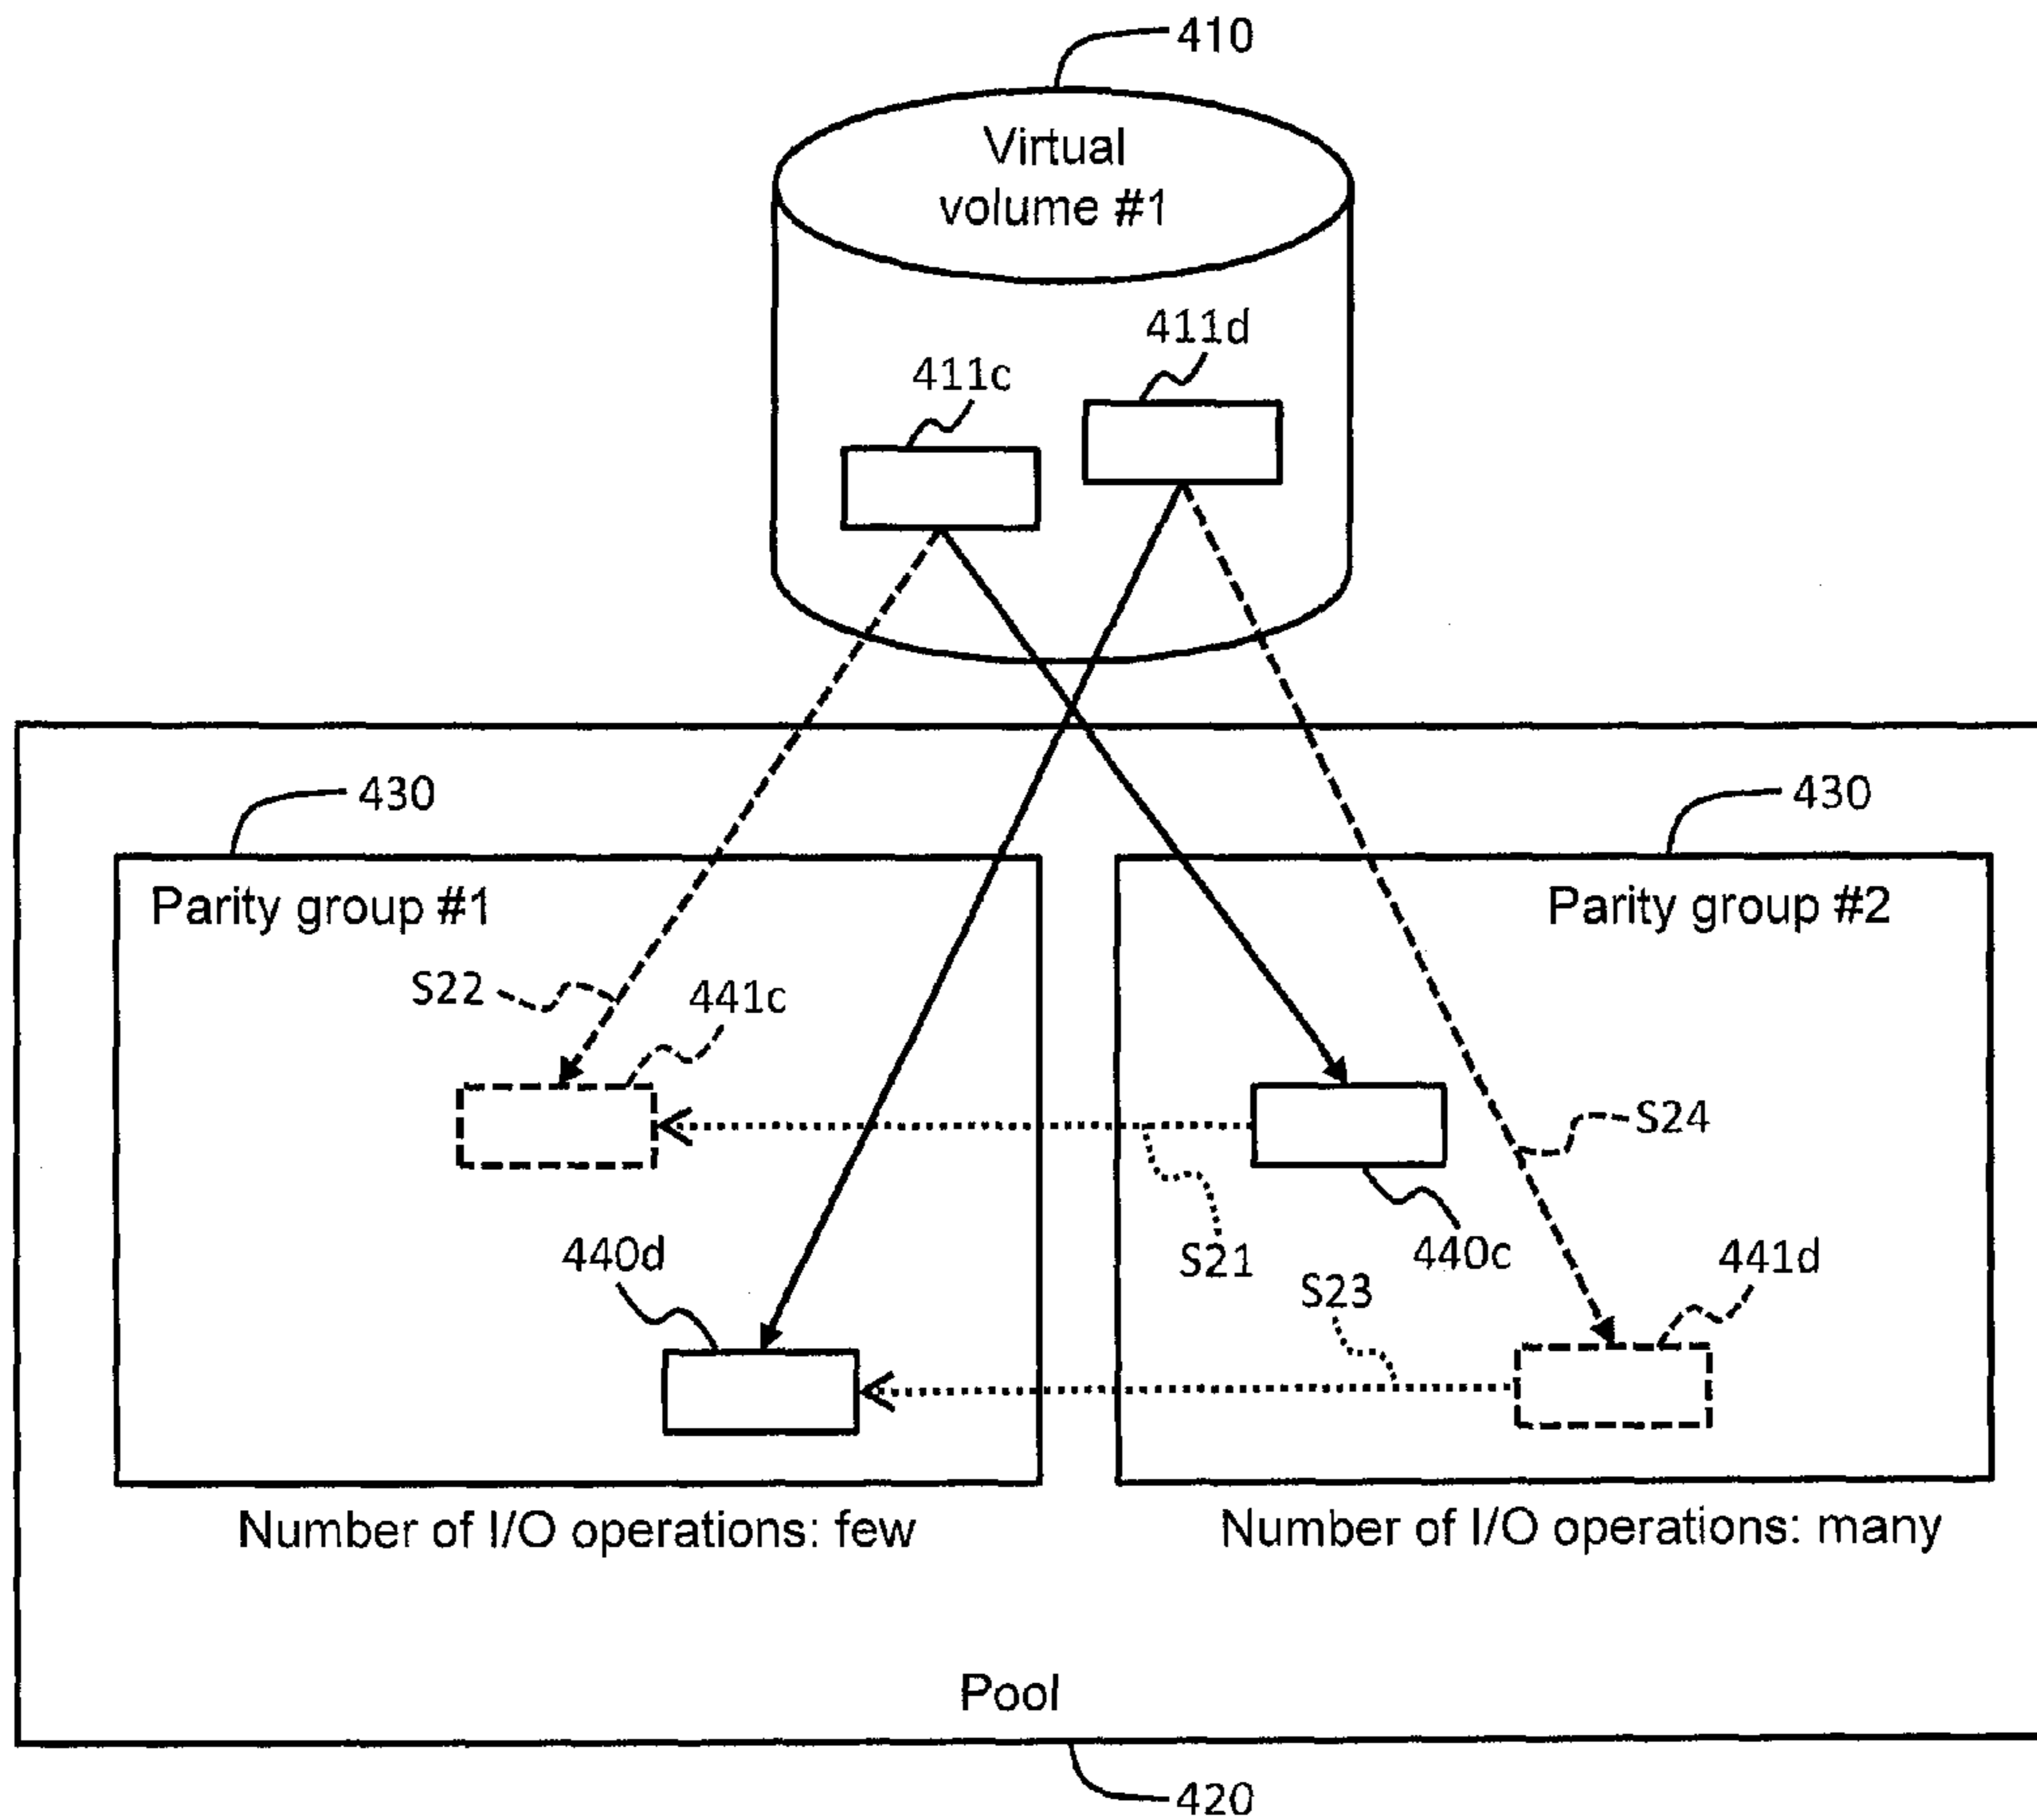 410
Virtual
volume #1
411d
411c
430
430
Parity group #1
Parity group #2
S22
441c
S24
440d
S21
440c
441d
S23
Number of I/O operations: few
Number of I/O operations: many
Pool
420